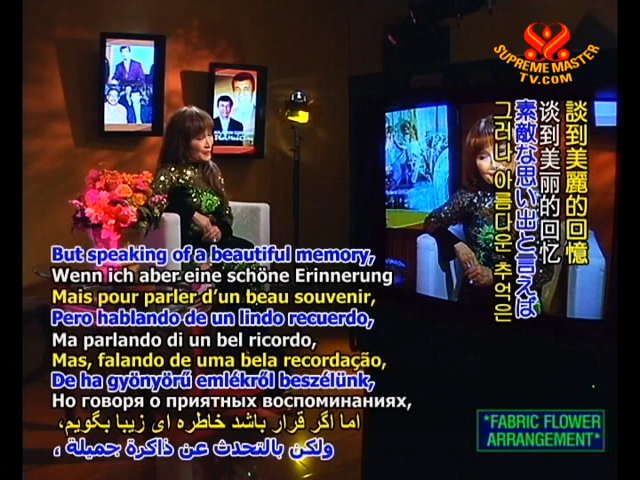 SUPREME MASTER
TV.COM
談到美麗的回憶
谈到美丽的回忆
素敵な思い出と言えば
그러나 아름다운 추억은
But speaking of a beautiful memory,
Wenn ich aber eine schöne Erinnerung
Mais pour parler d'un beau souvenir,
Pero hablando de un lindo recuerdo,
Ma parlando di un bel ricordo,
Mas, falando de uma bela recordação,
De ha gyönyörű emlékről beszélünk,
Но говоря о приятных воспоминаниях,
اما اگر قرار باشد خاطره ای زیبا بگویم،
ولكن بالتحدث عن ذاكرة جميلة ،
*FABRIC FLOWER
ARRANGEMENT*